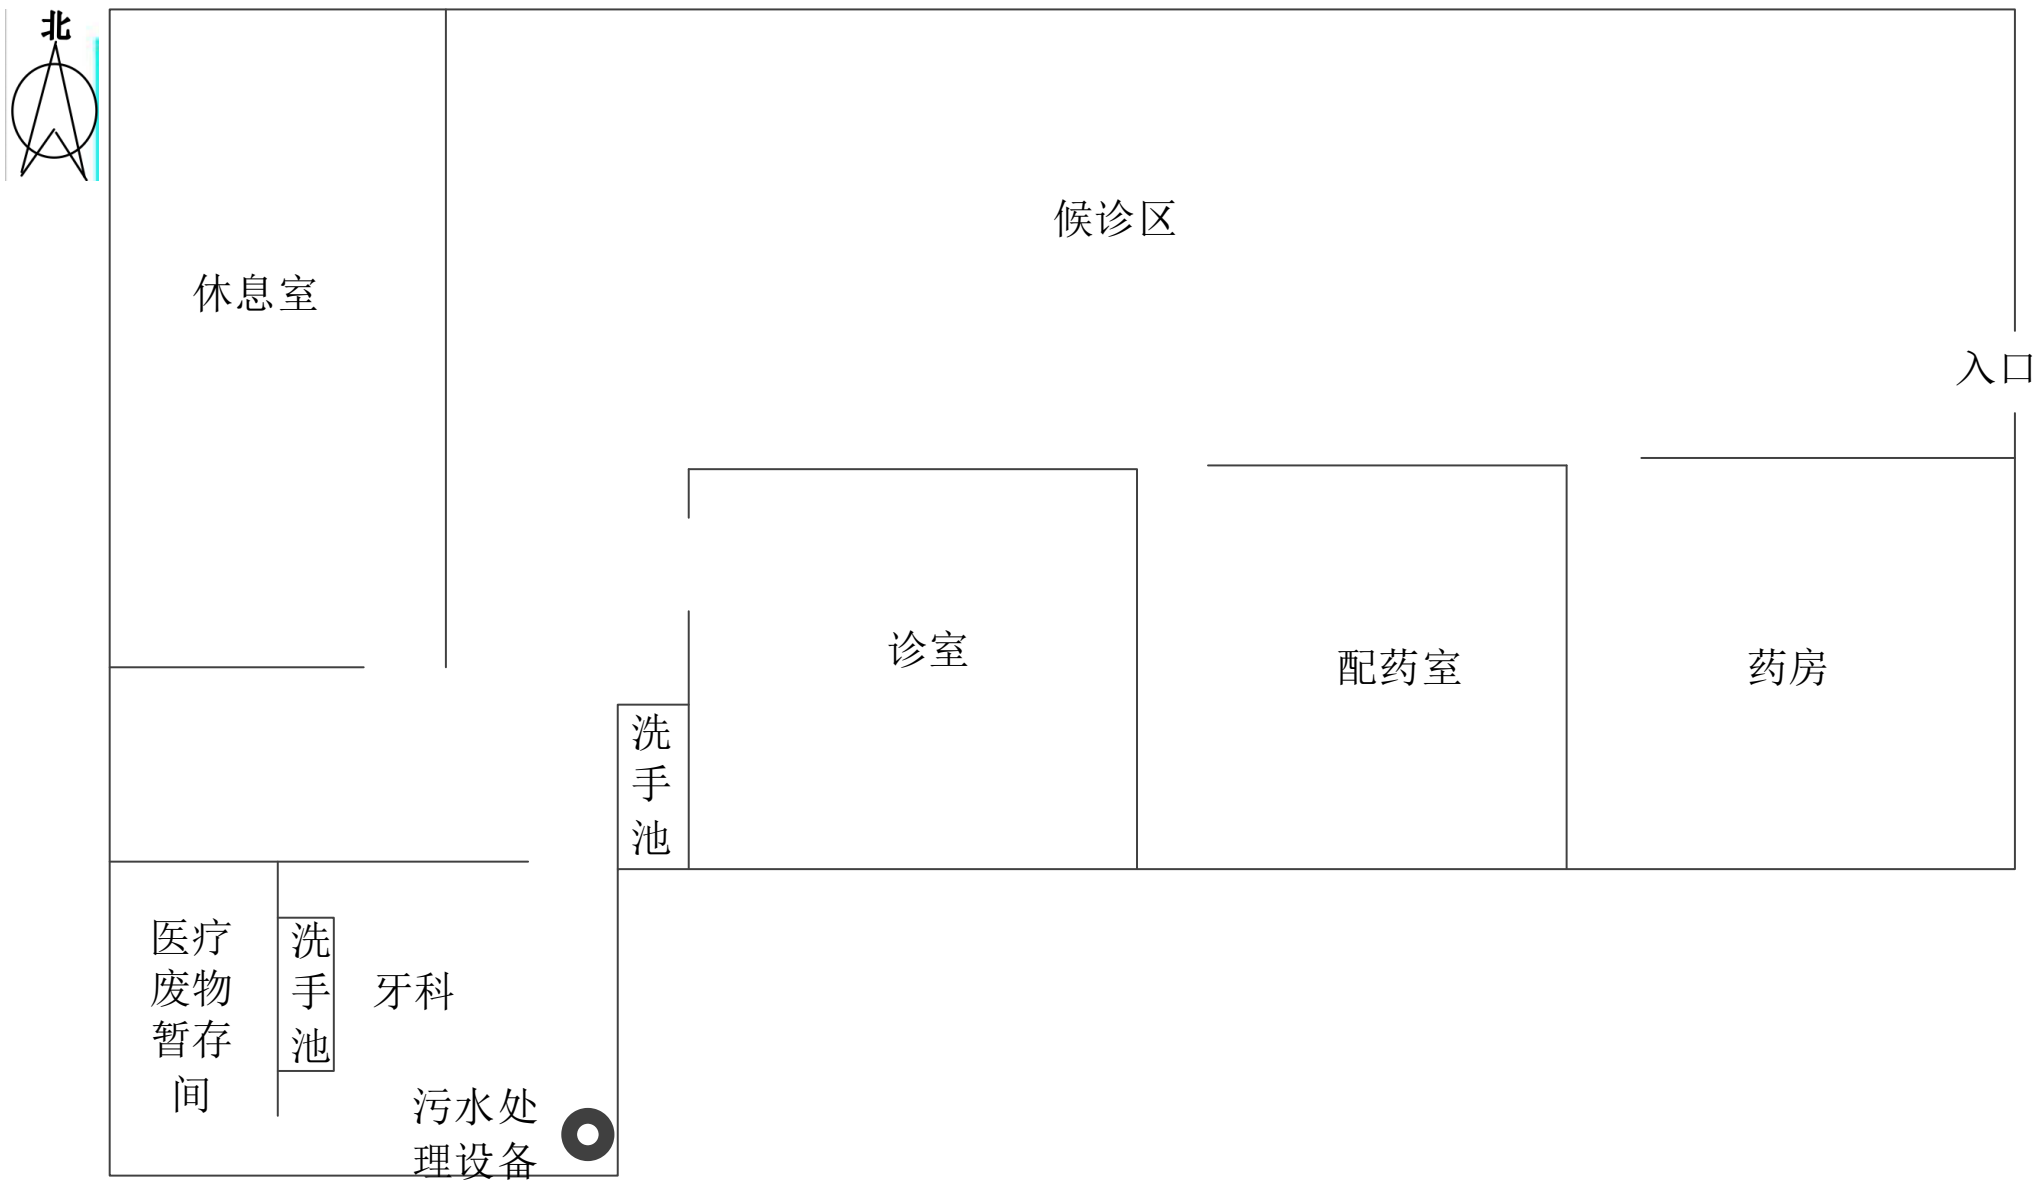 北
候诊区
休息室
入口
诊室
配药室
药房
洗
手
池
医疗
废物
暂存
间
洗
手
池
牙科
污水处
理设备